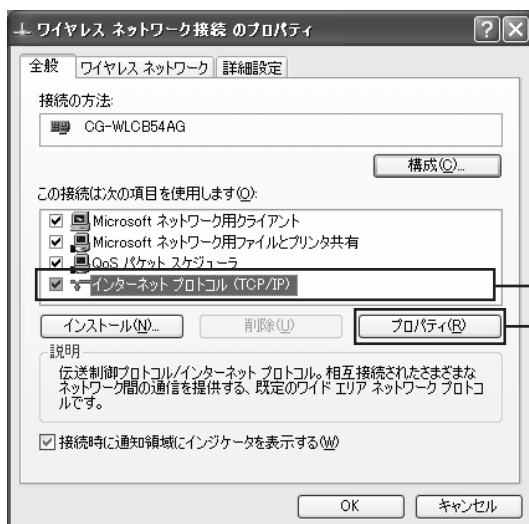 ワイヤレス ネットワーク接続 のプロパティ
全般 ワイヤレス ネットワーク 詳細設定
接続の方法:
CG-WLCB54AG
構成(C)...
この接続は次の項目を使用します(O):
Microsoft ネットワーク用クライアント
Microsoft ネットワーク用ファイルとプリンタ共有
QoS パケット スケジューラ
インターネット プロトコル (TCP/IP)
インストール(N)... 削除(U) プロパティ(R)
説明
伝送制御プロトコル/インターネット プロトコル。相互接続されたさまざまな
ネットワーク間の通信を提供する、既定のワイド エリア ネットワーク プロトコ
ルです。
接続時に通知領域にインジケータを表示する(W)
OK キャンセル